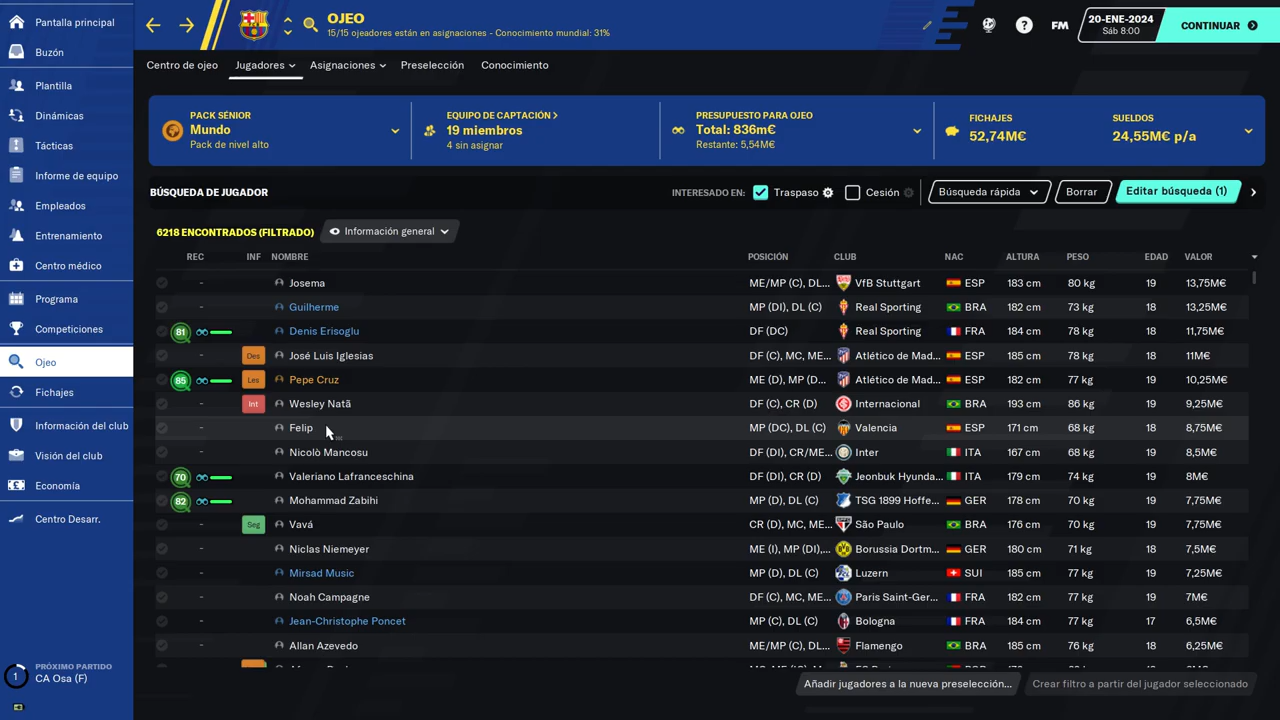 Pantalla principal
Buzón
Plantilla
Dinámicas
Tácticas
Informe de equipo
Empleados
Entrenamiento
Centro médico
Programa
Competiciones
Ojeo
Fichajes
Información del club
Visión del club
Economía
Centro Desarr.
1 PRÓXIMO PARTIDO
CA Osa (F)
OJEO
15/15 ojeadores están en asignaciones - Conocimiento mundial: 31%
? FM 20-ENE-2024 CONTINUAR
Sáb 8:00
Centro de ojeo Jugadores Asignaciones Preselección Conocimiento
PACK SÉNIOR
Mundo
Pack de nivel alto
EQUIPO DE CAPTACIÓN >
19 miembros
4 sin asignar
PRESUPUESTO PARA OJEO
Total: 836m€
Restante: 5,54M€
FICHAJES
52,74M€
SUELDOS
24,55M€ p/a
BÚSQUEDA DE JUGADOR INTERESADO EN: Traspaso Cesión Búsqueda rápida Borrar Editar búsqueda (1)
6218 ENCONTRADOS (FILTRADO) Información general
REC INF NOMBRE POSICIÓN CLUB NAC ALTURA PESO EDAD VALOR
- Josema ME/MP (C), DL... VfB Stuttgart ESP 183 cm 80 kg 19 13,75M€
- Guilherme MP (DI), DL (C) Real Sporting BRA 182 cm 73 kg 18 13,25M€
81 Denis Erisoglu DF (DC) Real Sporting FRA 184 cm 78 kg 18 11,75M€
- Des José Luis Iglesias DF (C), MC, ME... Atlético de Mad... ESP 185 cm 78 kg 19 11M€
85 Les Pepe Cruz ME (D), MP (D... Atlético de Mad... ESP 182 cm 77 kg 19 10,25M€
- Int Wesley Natã DF (C), CR (D) Internacional BRA 193 cm 86 kg 19 9,25M€
- Felip MP (DC), DL (C) Valencia ESP 171 cm 68 kg 18 8,75M€
- Nicolò Mancosu DF (DI), CR/ME... Inter ITA 167 cm 68 kg 19 8,5M€
70 Valeriano Lafranceschina DF (DI), CR (D) Jeonbuk Hyunda... ITA 179 cm 74 kg 19 8M€
82 Mohammad Zabihi MP (D), DL (C) TSG 1899 Hoffe... GER 178 cm 70 kg 19 7,75M€
- Seg Vavá CR (D), MC, ME... São Paulo BRA 176 cm 70 kg 19 7,75M€
- Niclas Niemeyer ME (I), MP (DI),... Borussia Dortm... GER 180 cm 71 kg 18 7,5M€
- Mirsad Music MP (D), DL (C) Luzern SUI 185 cm 77 kg 19 7,25M€
- Noah Campagne DF (C), MC, ME... Paris Saint-Ger... FRA 182 cm 77 kg 19 7M€
- Jean-Christophe Poncet MP (C), DL (C) Bologna FRA 184 cm 77 kg 17 6,5M€
- Allan Azevedo ME/MP (C), DL... Flamengo BRA 185 cm 76 kg 18 6,25M€
Añadir jugadores a la nueva preselección... Crear filtro a partir del jugador seleccionado